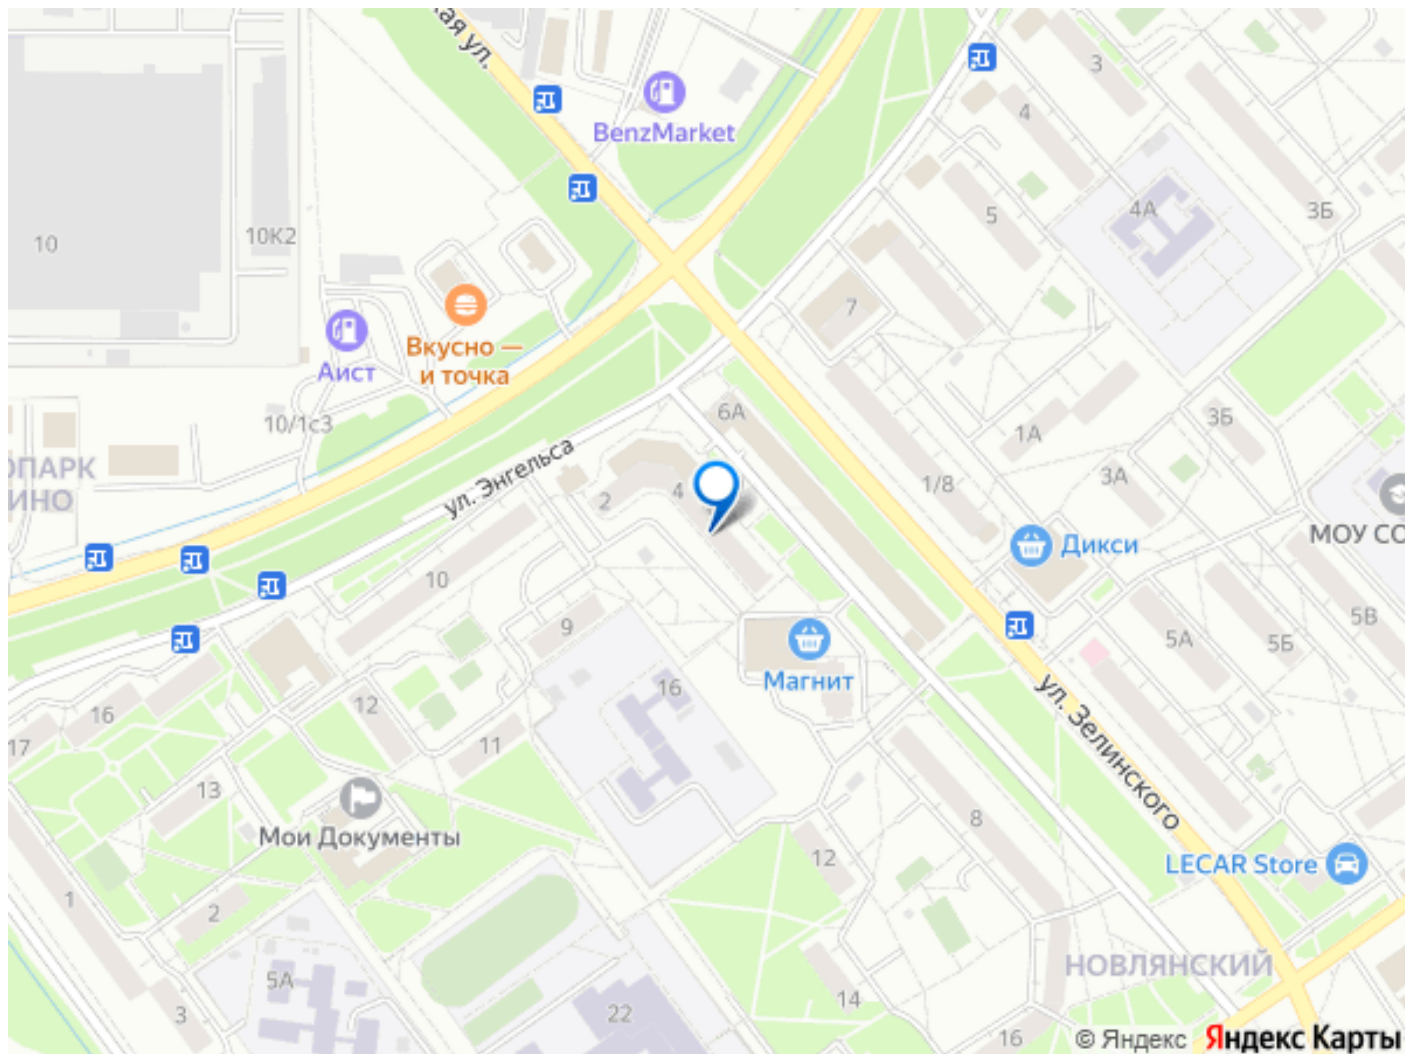 ная ул.
BenzMarket
3
4
5
4А
3Б
10
10К2
Аист
Вкусно —
и точка
7
10/1с3
6А
1А
3Б
3А
1/8
ОПАРК
ИНО
ул. Энгельса
2
4
Дикси
МОУ СО
10
9
5А
5Б
5В
Магнит
16
16
12
17
11
ул. Зелинского
13
Мои Документы
8
12
LECAR Store
1
2
НОВЛЯНСКИЙ
5А
3
22
14
16
© Яндекс Яндекс Карты